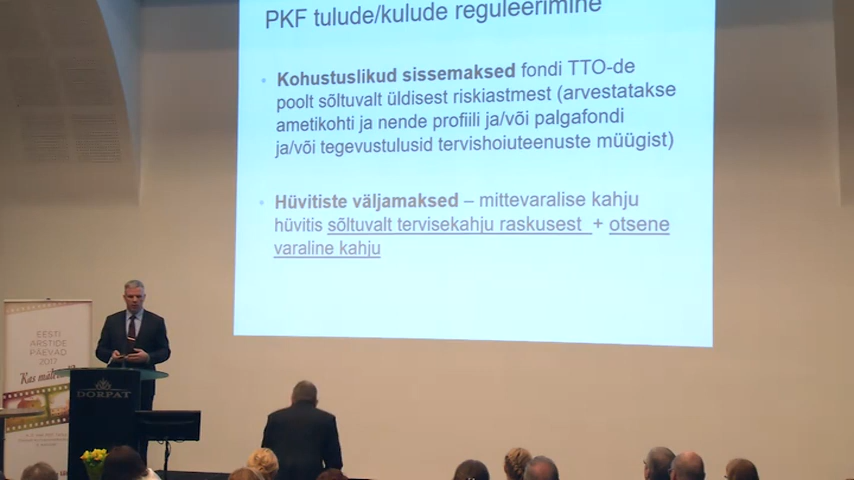 PKF tulude/kulude reguleerimine
• Kohustuslikud sissemaksed fondi TTO-de
poolt sõltuvalt üldisest riskiastmest (arvestatakse
ametikohti ja nende profiili ja/või palgafondi
ja/või tegevustulusid tervishoiuteenuste müügist)
• Hüvitiste väljamaksed – mittevaralise kahju
hüvitis sõltuvalt tervisekahju raskusest + otsene
varaline kahju
EESTI
ARSTIDE
PÄEVAD
2017
DORPAT